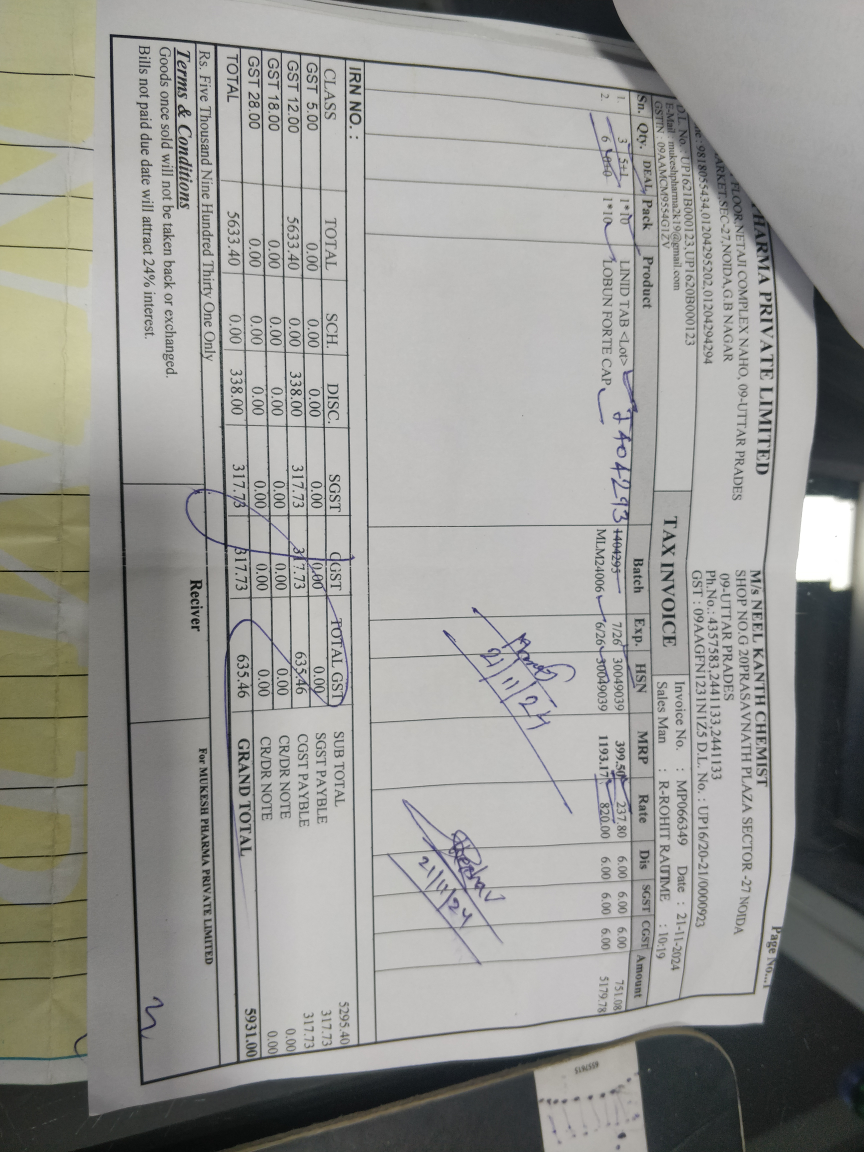 PHARMA PRIVATE LIMITED
FLOOR,NETAJI COMPLEX NAHO, 09-UTTAR PRADES
MARKET,SEC-27,NOIDA,G.B NAGAR
: 9818055434,01204295202,01204294294
D.L. No : UP1621B000123,UP1620B000123
E-Mail : mukeshpharma2k19@gmail.com
GSTIN : 09AAMCM9554G1ZV
Page No...1
M/s NEEL KANTH CHEMIST
SHOP NO.G 20PRASAVNATH PLAZA SECTOR -27 NOIDA
09-UTTAR PRADES
Ph.No.: 4357583,2441133,2441133
GST : 09AAGFN1231N1Z5 D.L. No. : UP16/20-21/0000923
TAX INVOICE
Invoice No. : MP066349 Date : 21-11-2024
Sales Man : R-ROHIT RAUTIME : 10:19
Sn. Qty. DEAL Pack Product Batch Exp. HSN MRP Rate Dis SGST CGST Amount
1. 3 5+1 1*10 LINID TAB <Lot> 7404293 t404295 7/26 30049039 399.50 237.80 6.00 6.00 6.00 751.08
2. 6 1*10 LOBUN FORTE CAP MLM24006 6/26 30049039 1193.17 820.00 6.00 6.00 6.00 5179.78
21/11/24
21/11/24
IRN NO. :
CLASS TOTAL SCH. DISC. SGST CGST TOTAL GST
GST 5.00 0.00 0.00 0.00 0.00 0.00 0.00
GST 12.00 5633.40 0.00 338.00 317.73 317.73 635.46
GST 18.00 0.00 0.00 0.00 0.00 0.00 0.00
GST 28.00 0.00 0.00 0.00 0.00 0.00 0.00
TOTAL 5633.40 0.00 338.00 317.73 317.73 635.46
SUB TOTAL 5295.40
SGST PAYBLE 317.73
CGST PAYBLE 317.73
CR/DR NOTE 0.00
CR/DR NOTE 0.00
GRAND TOTAL 5931.00
Rs. Five Thousand Nine Hundred Thirty One Only
Terms & Conditions
Goods once sold will not be taken back or exchanged.
Bills not paid due date will attract 24% interest.
Reciver
For MUKESH PHARMA PRIVATE LIMITED